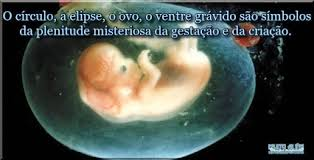 O círculo, a elipse, o ovo, o ventre grávido são símbolos
da plenitude misteriosa da gestação e da criação.